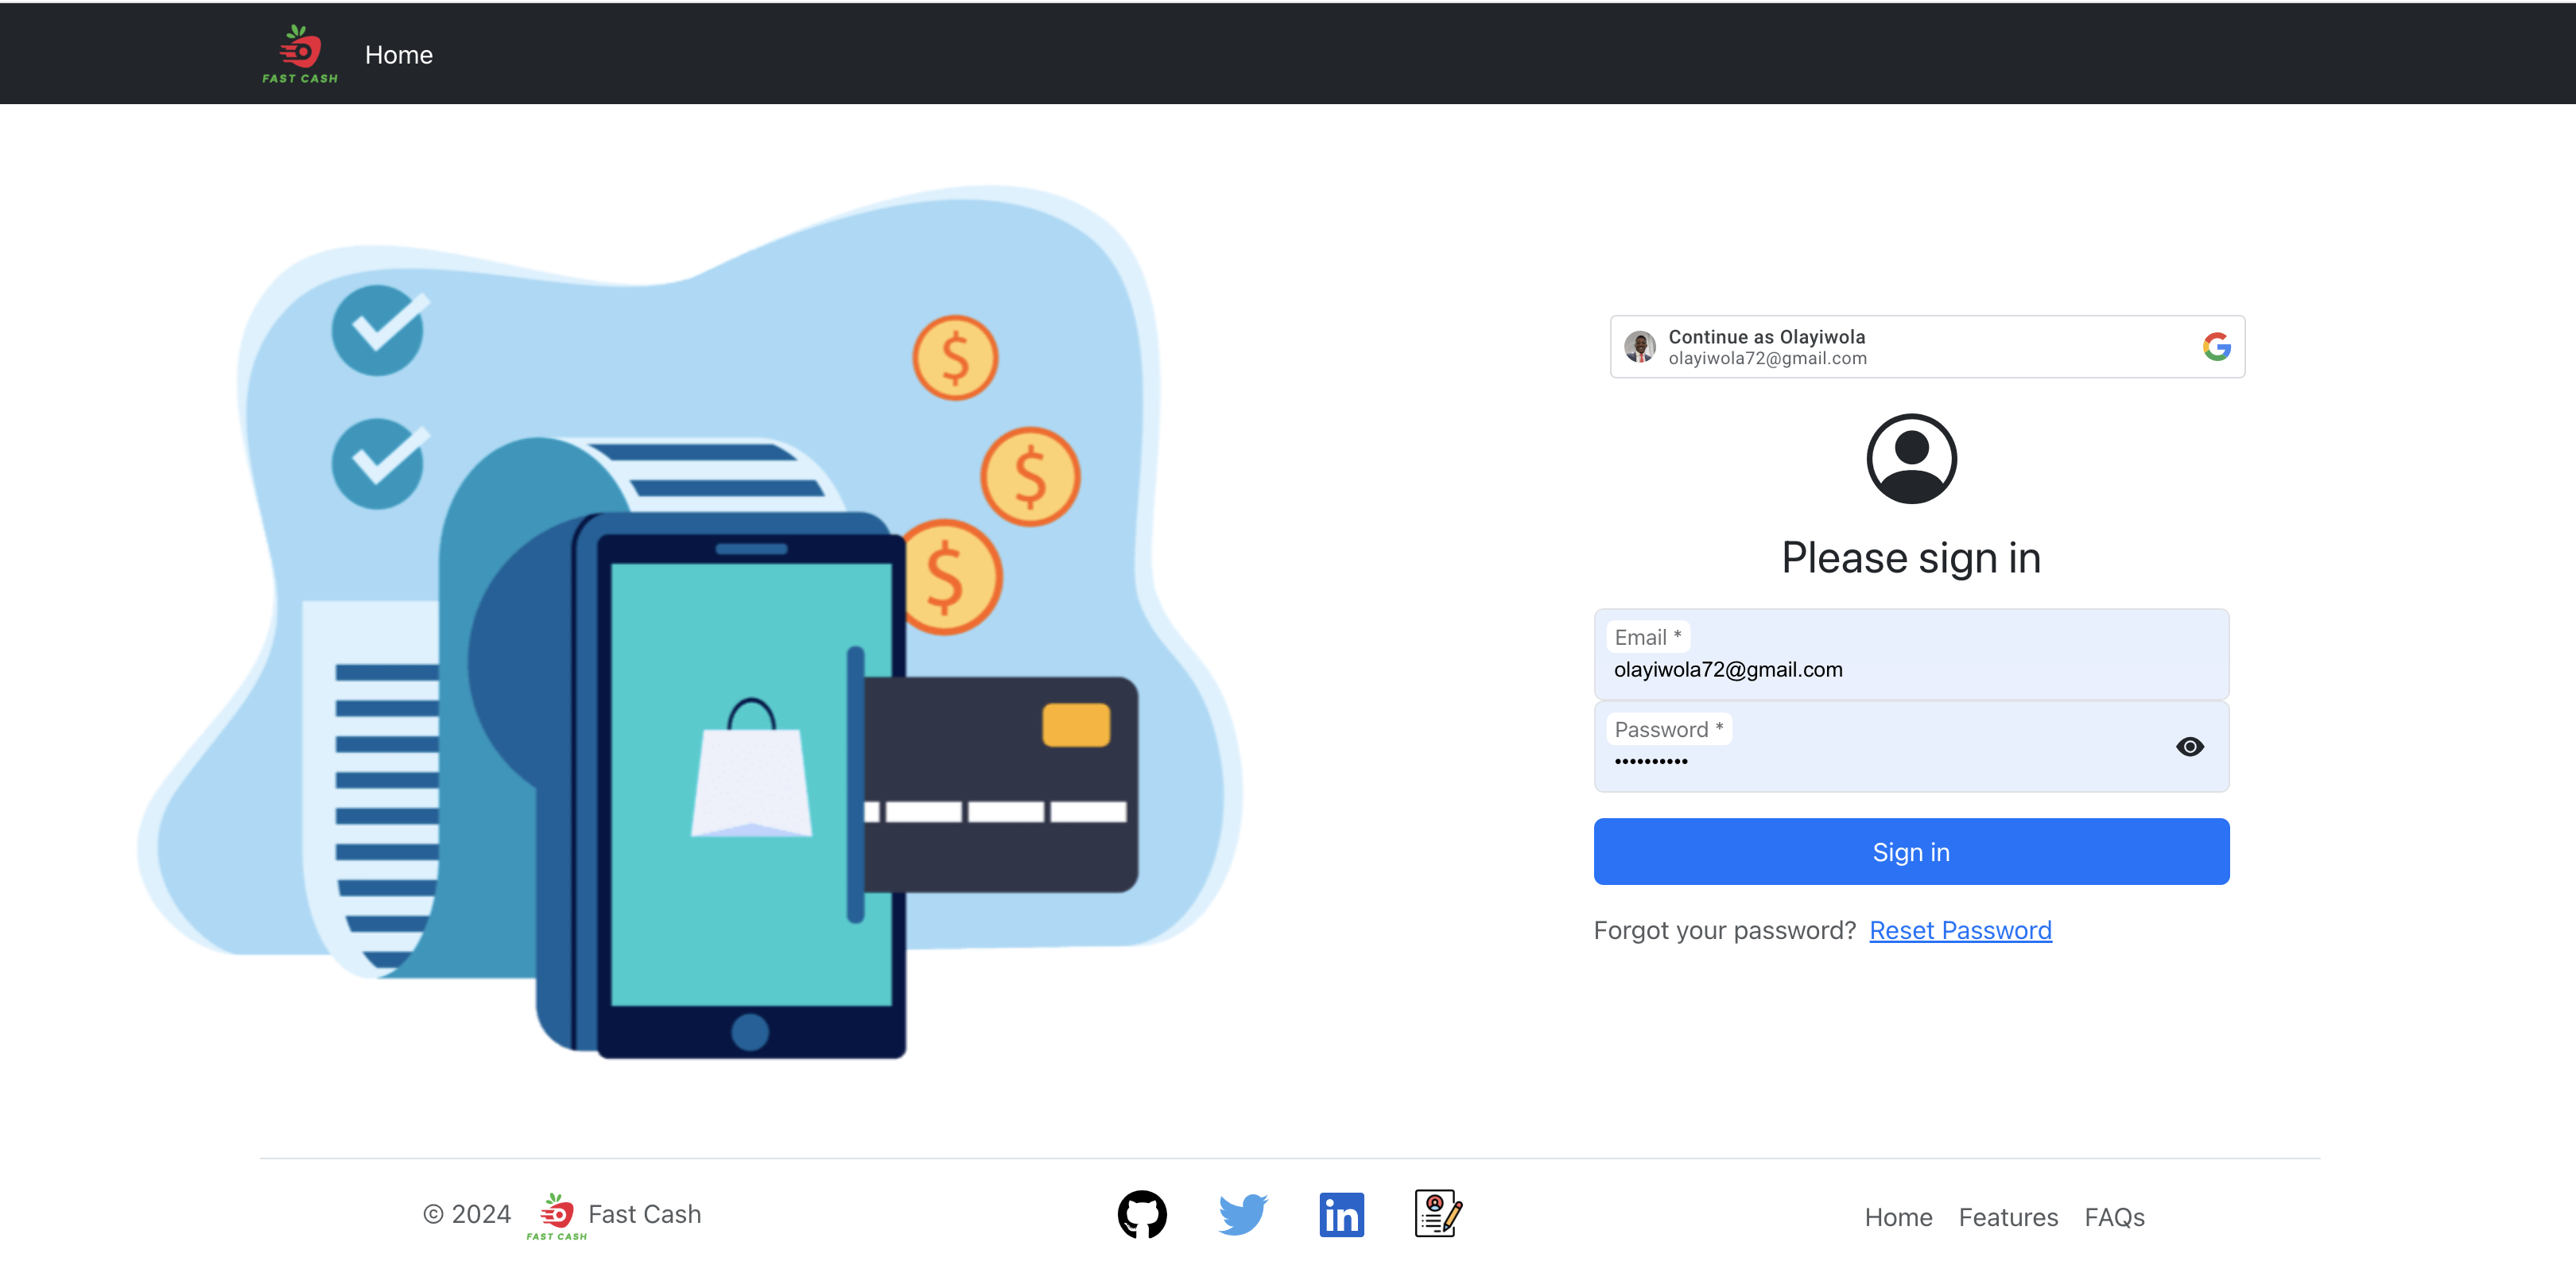 FAST CASH
Home
Continue as Olayiwola
olayiwola72@gmail.com
Please sign in
Email *
olayiwola72@gmail.com
Password *
••••••••••
Sign in
Forgot your password? Reset Password
© 2024 FAST CASH Fast Cash
in
Home Features FAQs